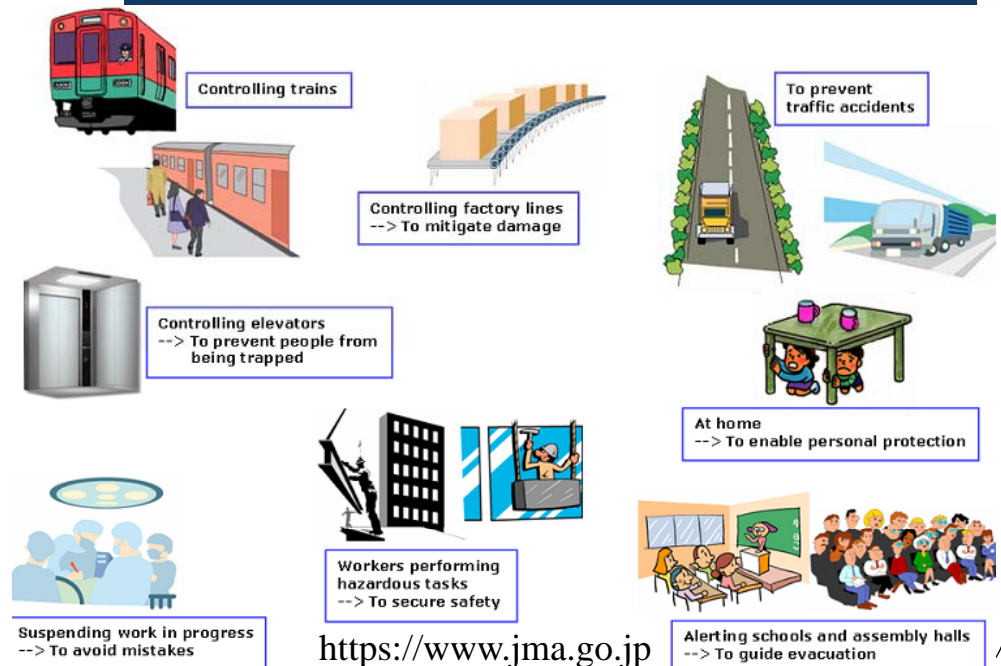 Controlling trains
To prevent
traffic accidents
Controlling factory lines
--> To mitigate damage
Controlling elevators
--> To prevent people from
being trapped
At home
--> To enable personal protection
Workers performing
hazardous tasks
--> To secure safety
Suspending work in progress
--> To avoid mistakes
https://www.jma.go.jp
Alerting schools and assembly halls
--> To guide evacuation